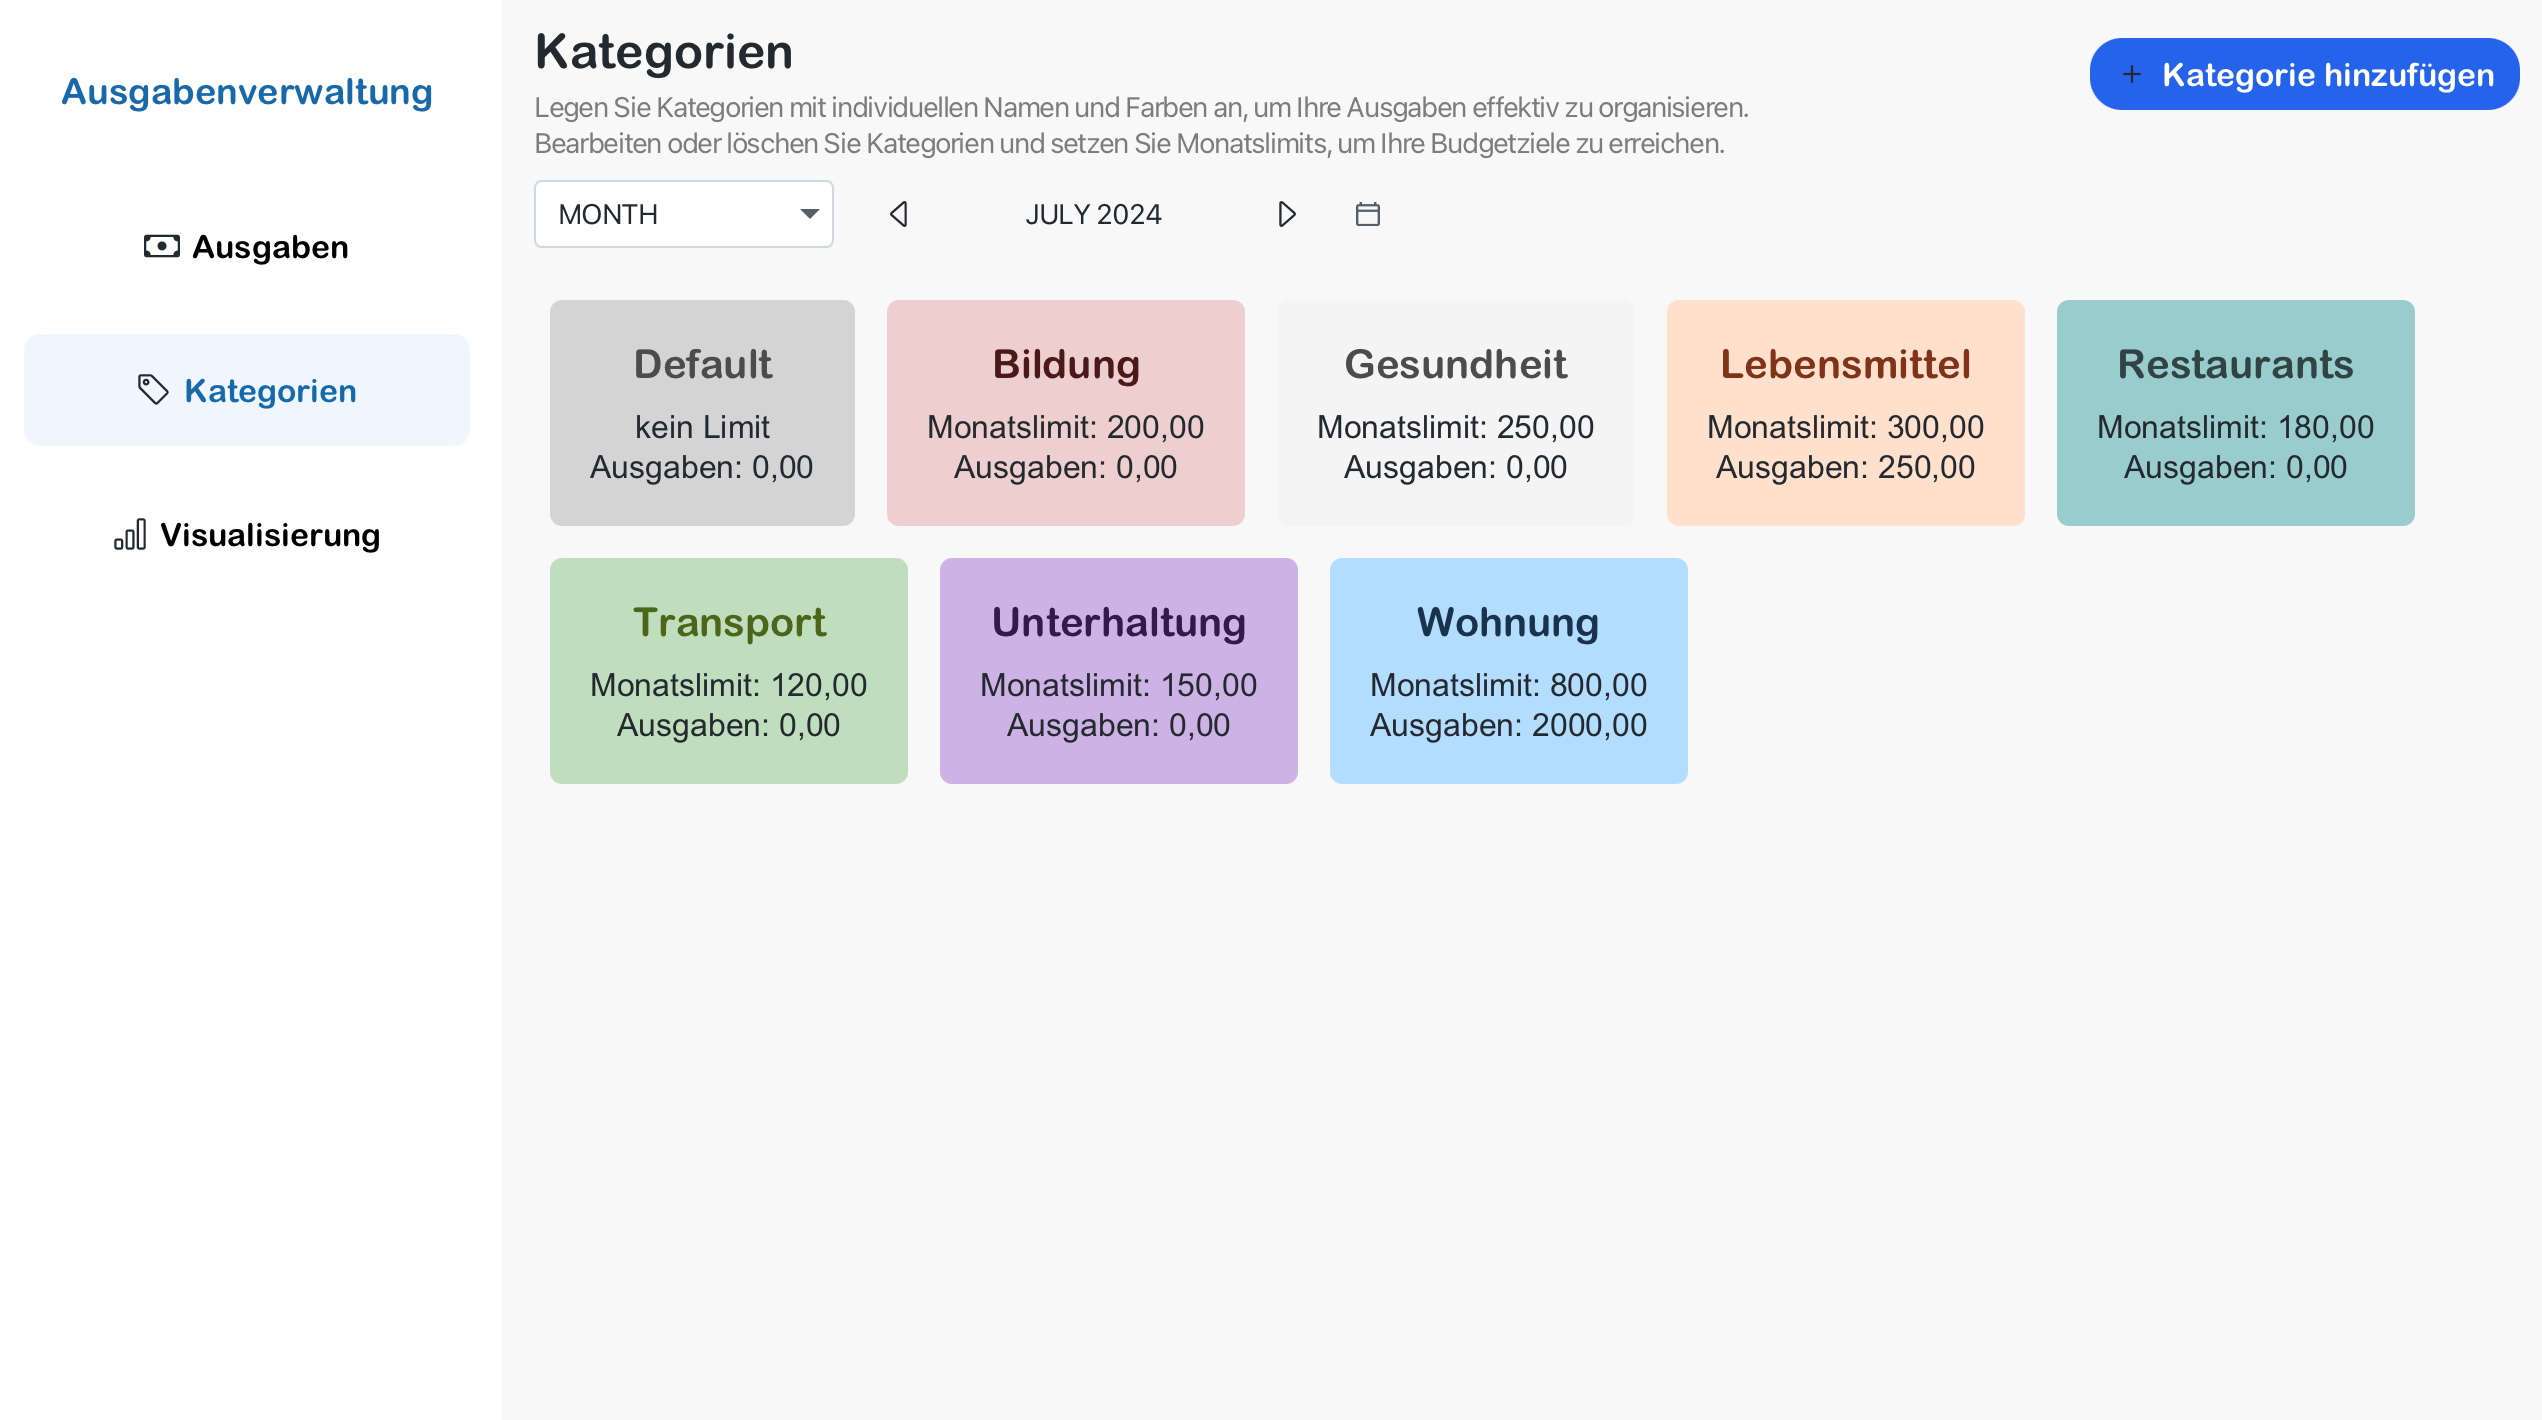 Ausgabenverwaltung
Ausgaben
Kategorien
Visualisierung
Kategorien
Legen Sie Kategorien mit individuellen Namen und Farben an, um Ihre Ausgaben effektiv zu organisieren.
Bearbeiten oder löschen Sie Kategorien und setzen Sie Monatslimits, um Ihre Budgetziele zu erreichen.
+ Kategorie hinzufügen
MONTH
JULY 2024
Default
kein Limit
Ausgaben: 0,00
Bildung
Monatslimit: 200,00
Ausgaben: 0,00
Gesundheit
Monatslimit: 250,00
Ausgaben: 0,00
Lebensmittel
Monatslimit: 300,00
Ausgaben: 250,00
Restaurants
Monatslimit: 180,00
Ausgaben: 0,00
Transport
Monatslimit: 120,00
Ausgaben: 0,00
Unterhaltung
Monatslimit: 150,00
Ausgaben: 0,00
Wohnung
Monatslimit: 800,00
Ausgaben: 2000,00